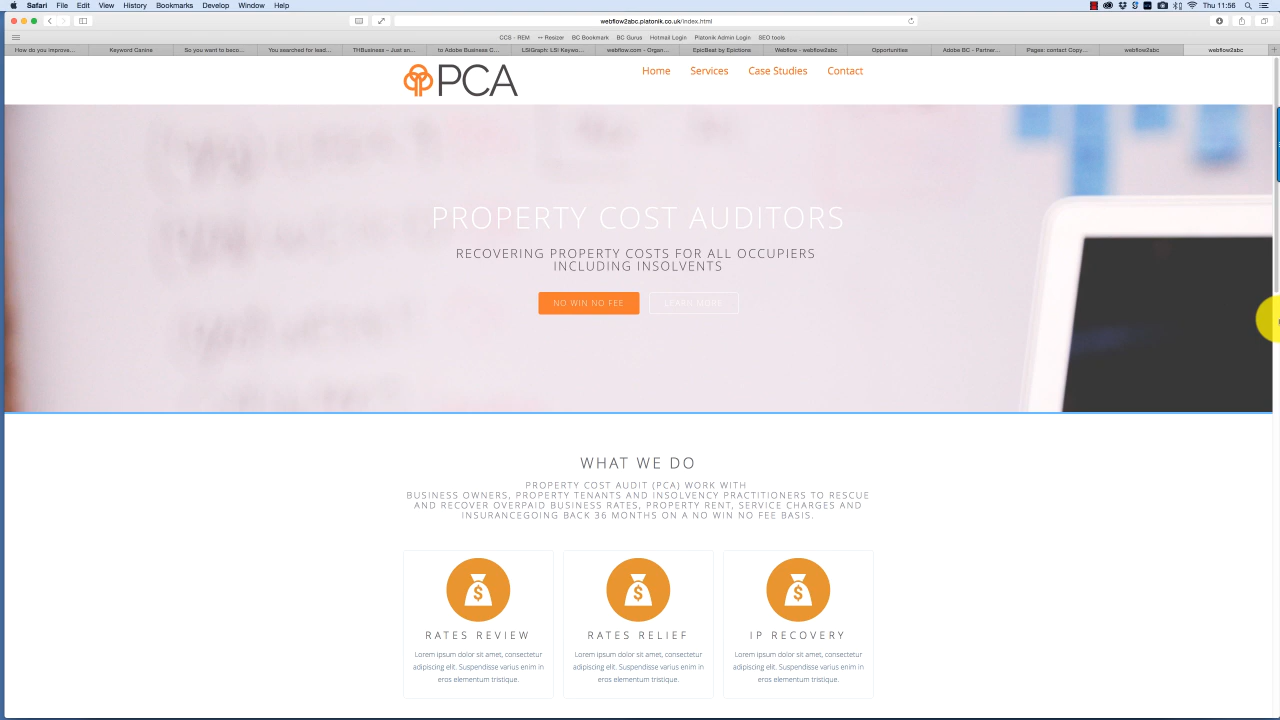 Safari File Edit View History Bookmarks Develop Window Help
Thu 11:56
webflow2abc.platonik.co.uk/index.html
CCS - REM ↔ Resizer BC Bookmark BC Gurus Hotmail Login Platonik Admin Login SEO tools
How do you improve... Keyword Canine So you want to beco... You searched for lead... THBusiness – Just an... to Adobe Business C... LSIGraph: LSI Keywo... webflow.com - Organ... EpicBeat by Epictions Webflow - webflow2abc Opportunities Adobe BC - Partner... Pages: contact Copy... webflow2abc webflow2abc
PCA
Home Services Case Studies Contact
PROPERTY COST AUDITORS
RECOVERING PROPERTY COSTS FOR ALL OCCUPIERS
INCLUDING INSOLVENTS
NO WIN NO FEE LEARN MORE
WHAT WE DO
PROPERTY COST AUDIT (PCA) WORK WITH
BUSINESS OWNERS, PROPERTY TENANTS AND INSOLVENCY PRACTITIONERS TO RESCUE
AND RECOVER OVERPAID BUSINESS RATES, PROPERTY RENT, SERVICE CHARGES AND
INSURANCEGOING BACK 36 MONTHS ON A NO WIN NO FEE BASIS.
RATES REVIEW
Lorem ipsum dolor sit amet, consectetur
adipiscing elit. Suspendisse varius enim in
eros elementum tristique.
RATES RELIEF
Lorem ipsum dolor sit amet, consectetur
adipiscing elit. Suspendisse varius enim in
eros elementum tristique.
IP RECOVERY
Lorem ipsum dolor sit amet, consectetur
adipiscing elit. Suspendisse varius enim in
eros elementum tristique.